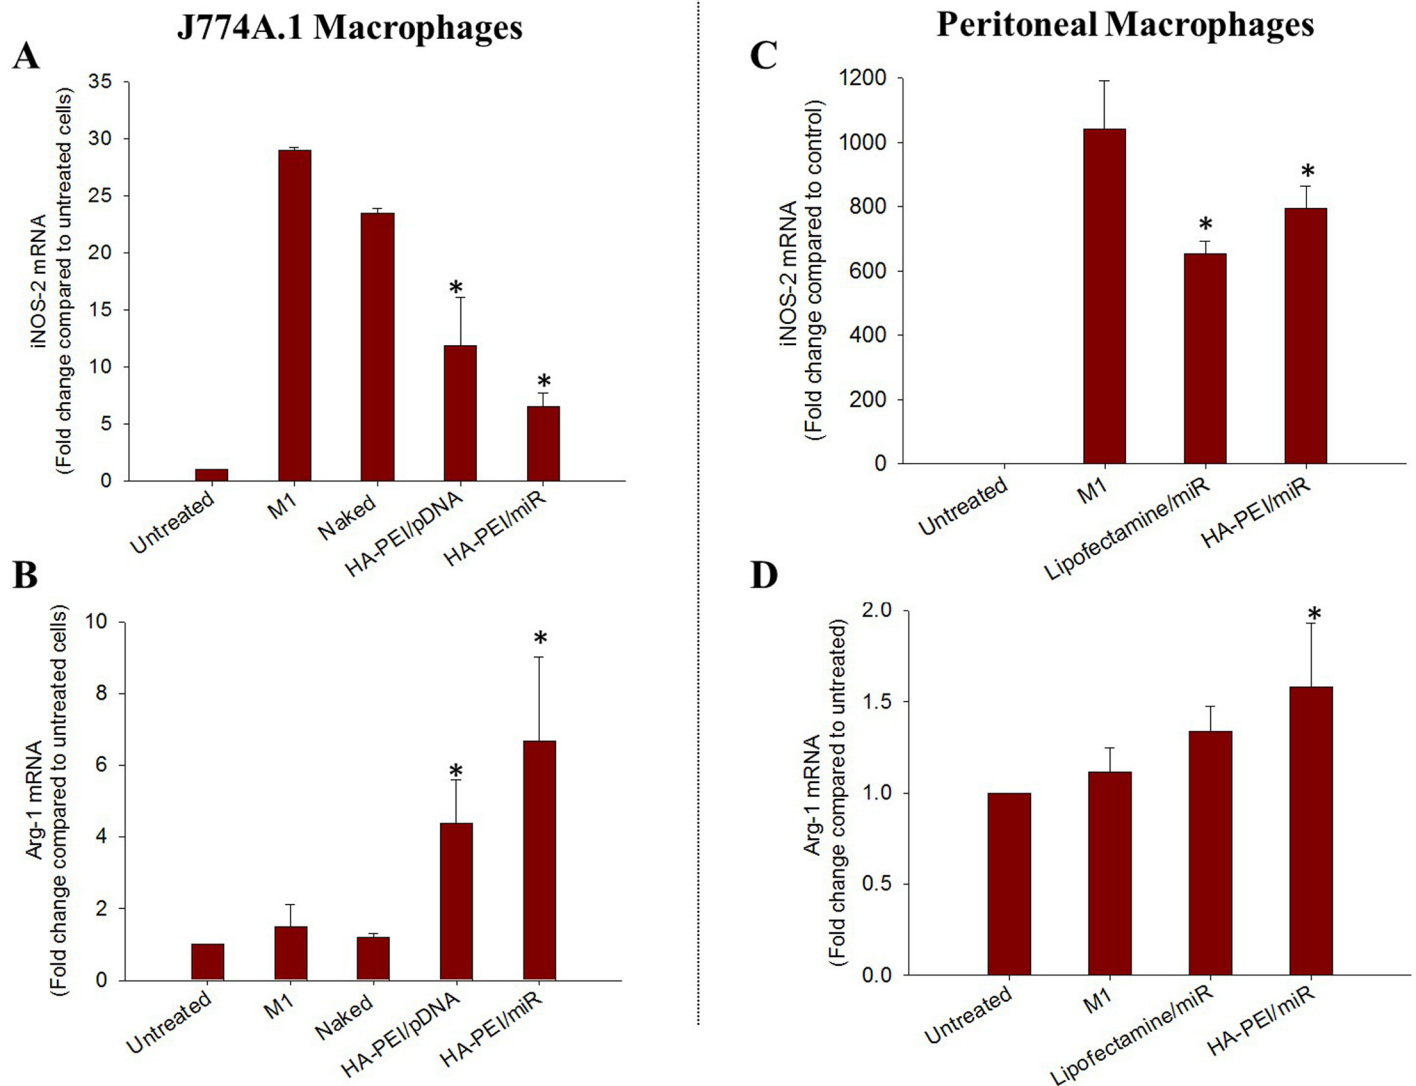 J774A.1 Macrophages
A
iNOS-2 mRNA
(Fold change compared to untreated cells)
35
30
25
20
15
10
5
0
*
*
Untreated
M1
Naked
HA-PEI/pDNA
HA-PEI/miR
B
Arg-1 mRNA
(Fold change compared to untreated cells)
10
8
6
4
2
0
*
*
Untreated
M1
Naked
HA-PEI/pDNA
HA-PEI/miR
Peritoneal Macrophages
C
iNOS-2 mRNA
(Fold change compared to control)
1200
1000
800
600
400
200
0
*
*
Untreated
M1
Lipofectamine/miR
HA-PEI/miR
D
Arg-1 mRNA
(Fold change compared to untreated)
2.0
1.5
1.0
0.5
0.0
*
Untreated
M1
Lipofectamine/miR
HA-PEI/miR